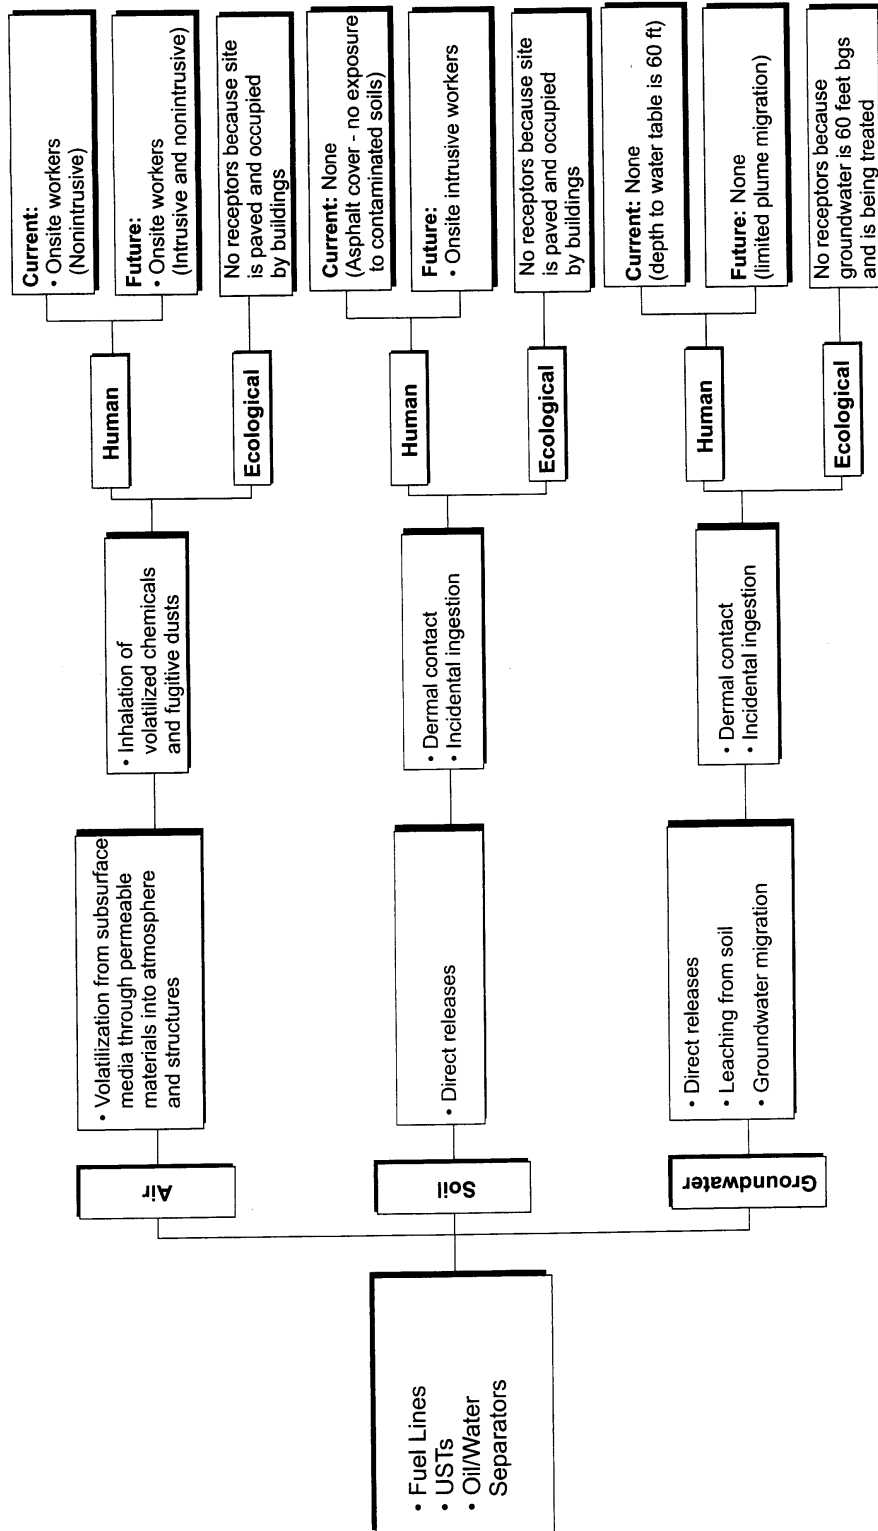 • Fuel Lines
• USTs
• Oil/Water
Separators
Air
• Volatilization from subsurface
media through permeable
materials into atmosphere
and structures
• Inhalation of
volatilized chemicals
and fugitive dusts
Human
Current:
• Onsite workers
(Nonintrusive)
Future:
• Onsite workers
(Intrusive and nonintrusive)
Ecological
No receptors because site
is paved and occupied
by buildings
Soil
• Direct releases
• Dermal contact
• Incidental ingestion
Human
Current: None
(Asphalt cover - no exposure
to contaminated soils)
Future:
• Onsite intrusive workers
Ecological
No receptors because site
is paved and occupied
by buildings
Groundwater
• Direct releases
• Leaching from soil
• Groundwater migration
• Dermal contact
• Incidental ingestion
Human
Current: None
(depth to water table is 60 ft)
Future: None
(limited plume migration)
Ecological
No receptors because
groundwater is 60 feet bgs
and is being treated